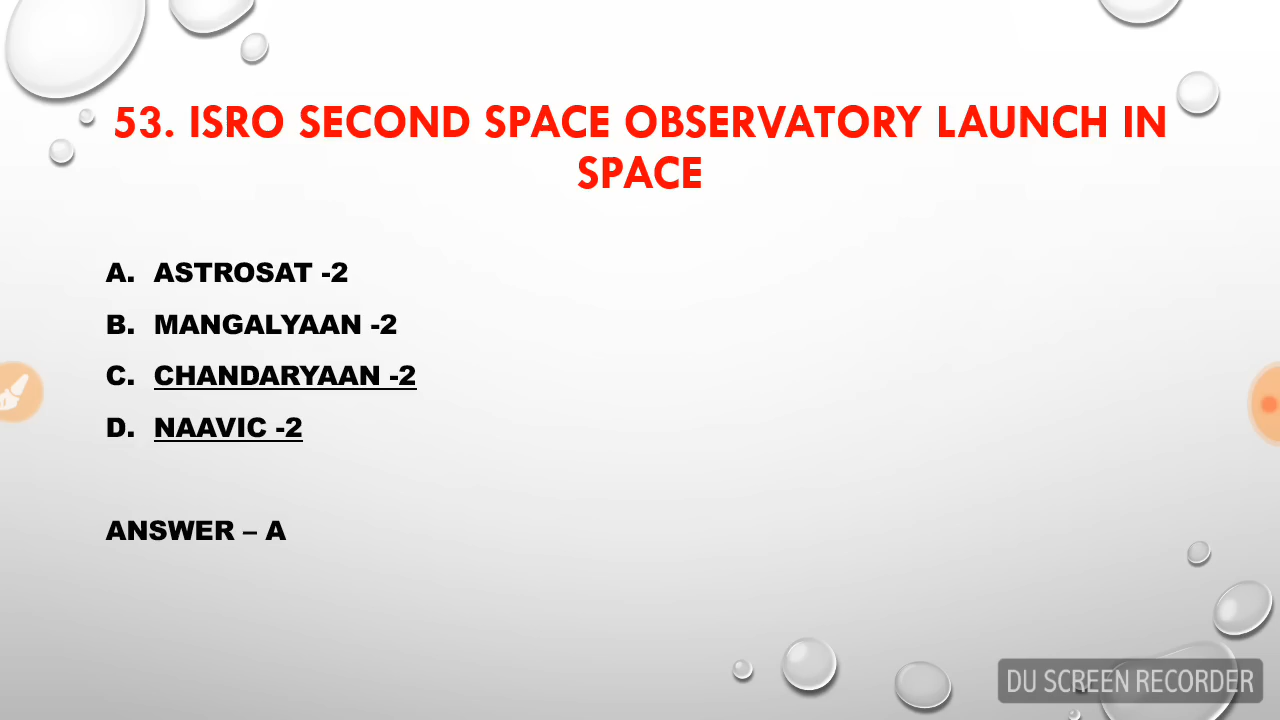 53. ISRO SECOND SPACE OBSERVATORY LAUNCH IN
SPACE
A. ASTROSAT -2
B. MANGALYAAN -2
C. CHANDARYAAN -2
D. NAAVIC -2
ANSWER – A
DU SCREEN RECORDER